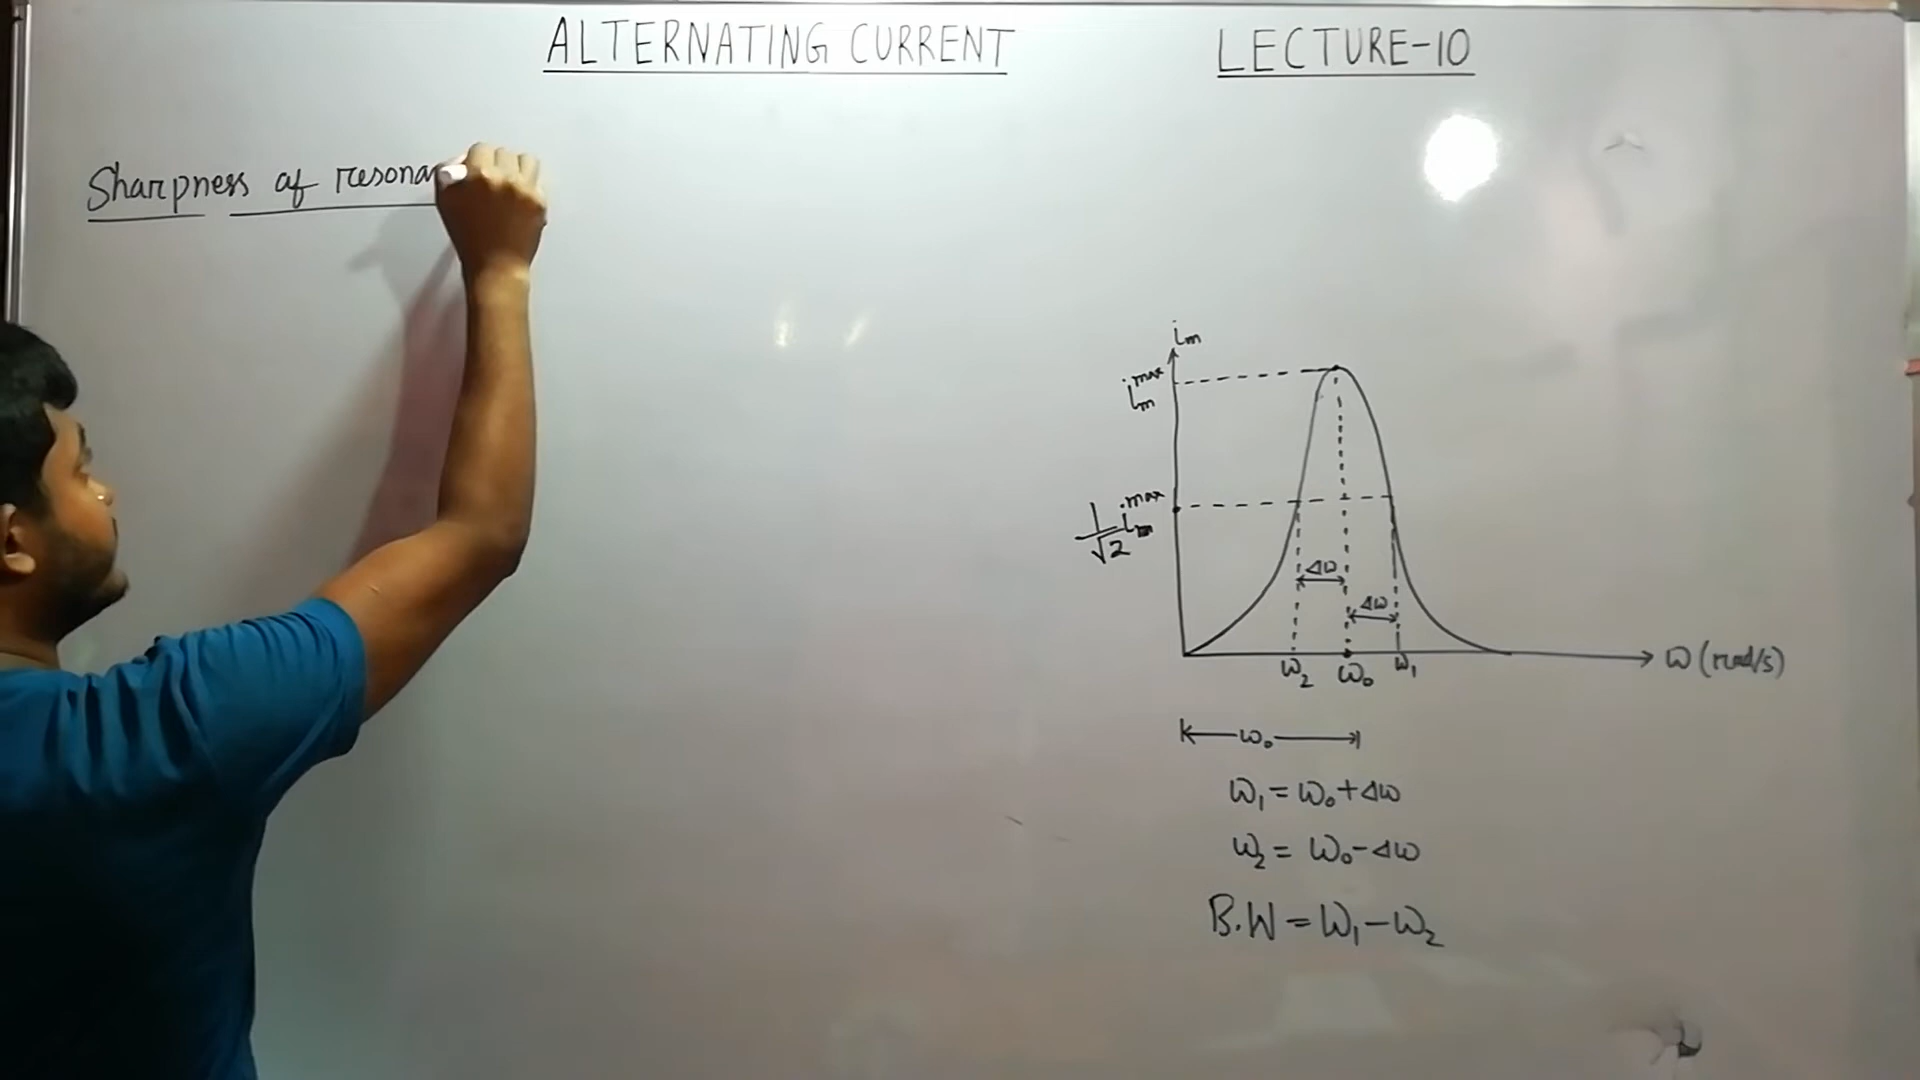 ALTERNATING CURRENT LECTURE-10
Sharpness of resona
im
im max
1/√2 im max
Δω
Δω
ω2 ω0 ω1 ω (rad/s)
ω0
ω1 = ω0 + Δω
ω2 = ω0 - Δω
B.W = ω1 - ω2